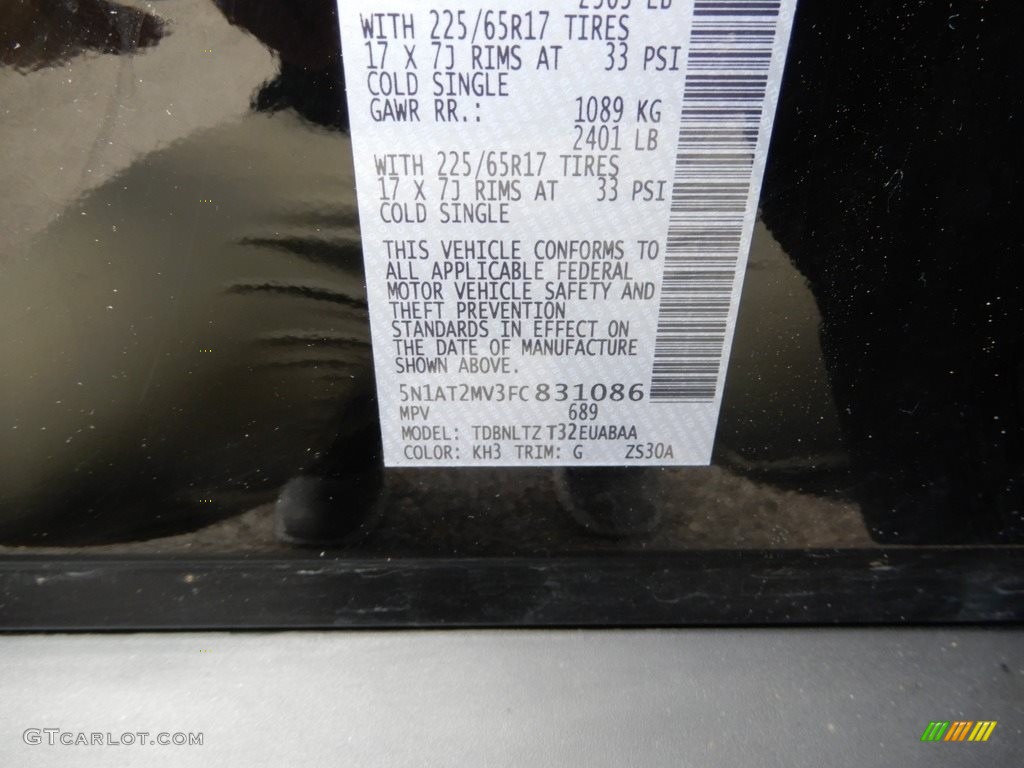 2305 LB
WITH 225/65R17 TIRES
17 X 7J RIMS AT 33 PSI
COLD SINGLE
GAWR RR.: 1089 KG
2401 LB
WITH 225/65R17 TIRES
17 X 7J RIMS AT 33 PSI
COLD SINGLE
THIS VEHICLE CONFORMS TO
ALL APPLICABLE FEDERAL
MOTOR VEHICLE SAFETY AND
THEFT PREVENTION
STANDARDS IN EFFECT ON
THE DATE OF MANUFACTURE
SHOWN ABOVE.
5N1AT2MV3FC831086
MPV 689
MODEL: TDBNLTZ T32EUABAA
COLOR: KH3 TRIM: G ZS30A
GTcarlot.com